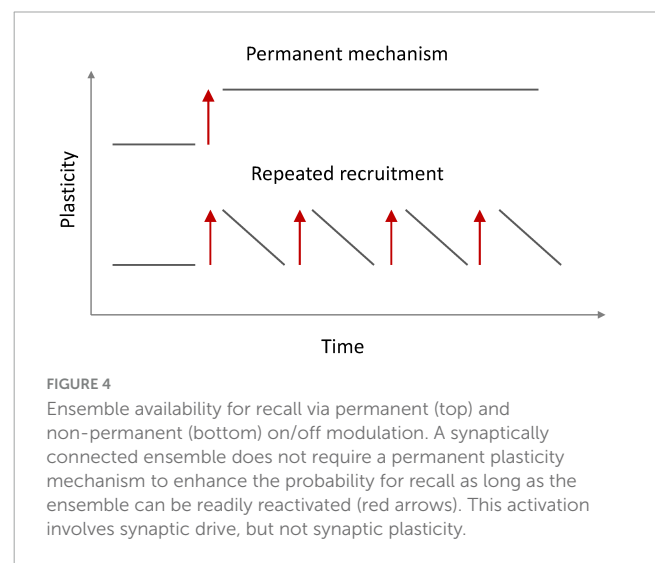 Permanent mechanism
Plasticity
Repeated recruitment
Time
FIGURE 4
Ensemble availability for recall via permanent (top) and
non-permanent (bottom) on/off modulation. A synaptically
connected ensemble does not require a permanent plasticity
mechanism to enhance the probability for recall as long as the
ensemble can be readily reactivated (red arrows). This activation
involves synaptic drive, but not synaptic plasticity.